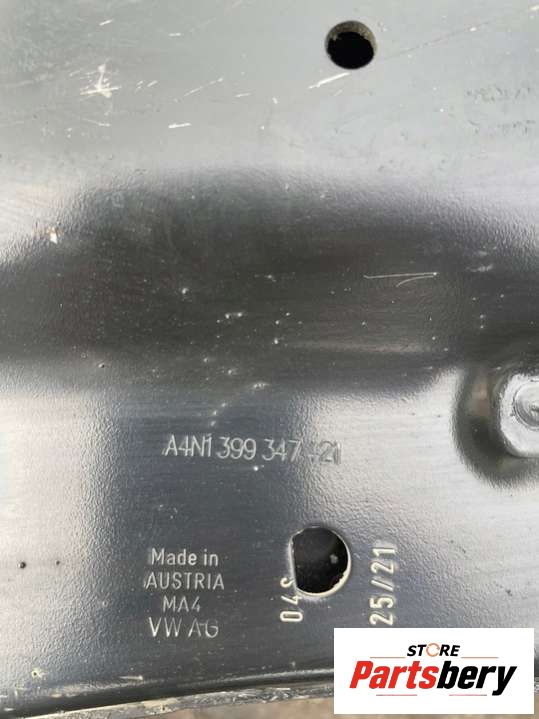 A4N1 399 347 -21
Made in
AUSTRIA
MA4
VW AG
04S
25//21
STORE
Partsbery